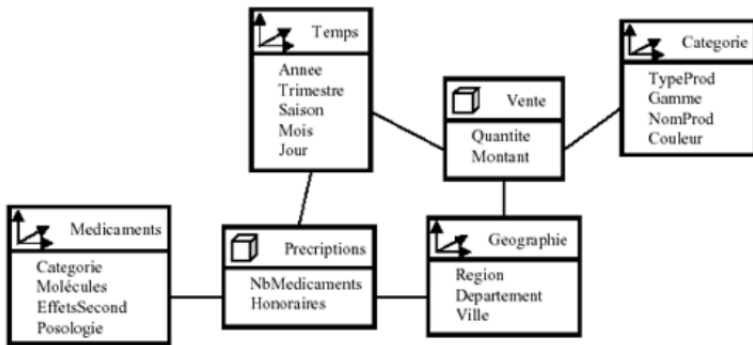 Temps
Annee
Trimestre
Saison
Mois
Jour
Vente
Quantite
Montant
Categorie
TypeProd
Gamme
NomProd
Couleur
Medicaments
Categorie
Molécules
EffetsSecond
Posologie
Precriptions
NbMedicaments
Honoraires
Geographie
Region
Departement
Ville